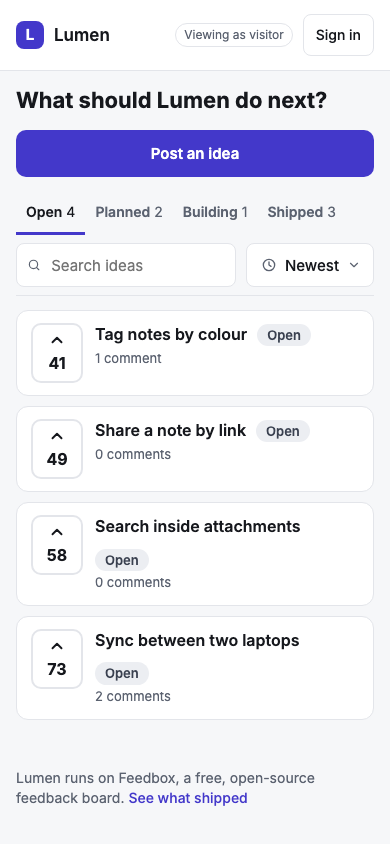 L Lumen Viewing as visitor Sign in
What should Lumen do next?
Post an idea
Open 4 Planned 2 Building 1 Shipped 3
Search ideas Newest
Tag notes by colour Open
41
1 comment
Share a note by link Open
49
0 comments
Search inside attachments
58
Open
0 comments
Sync between two laptops
73
Open
2 comments
Lumen runs on Feedbox, a free, open-source
feedback board. See what shipped